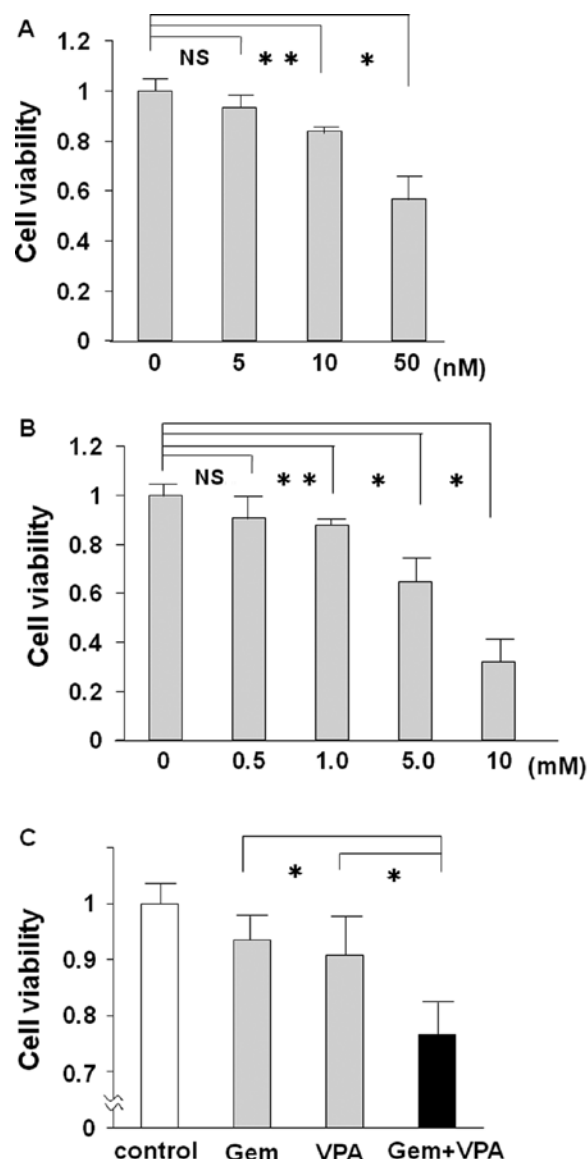 A
1.2
NS
* *
*
1
0.8
0.6
0.4
0.2
0
Cell viability
0 5 10 50 (nM)
B
1.2
NS
* *
*
*
1
0.8
0.6
0.4
0.2
0
Cell viability
0 0.5 1.0 5.0 10 (mM)
C
*
*
1
0.9
0.8
0.7
0
Cell viability
control Gem VPA Gem+VPA